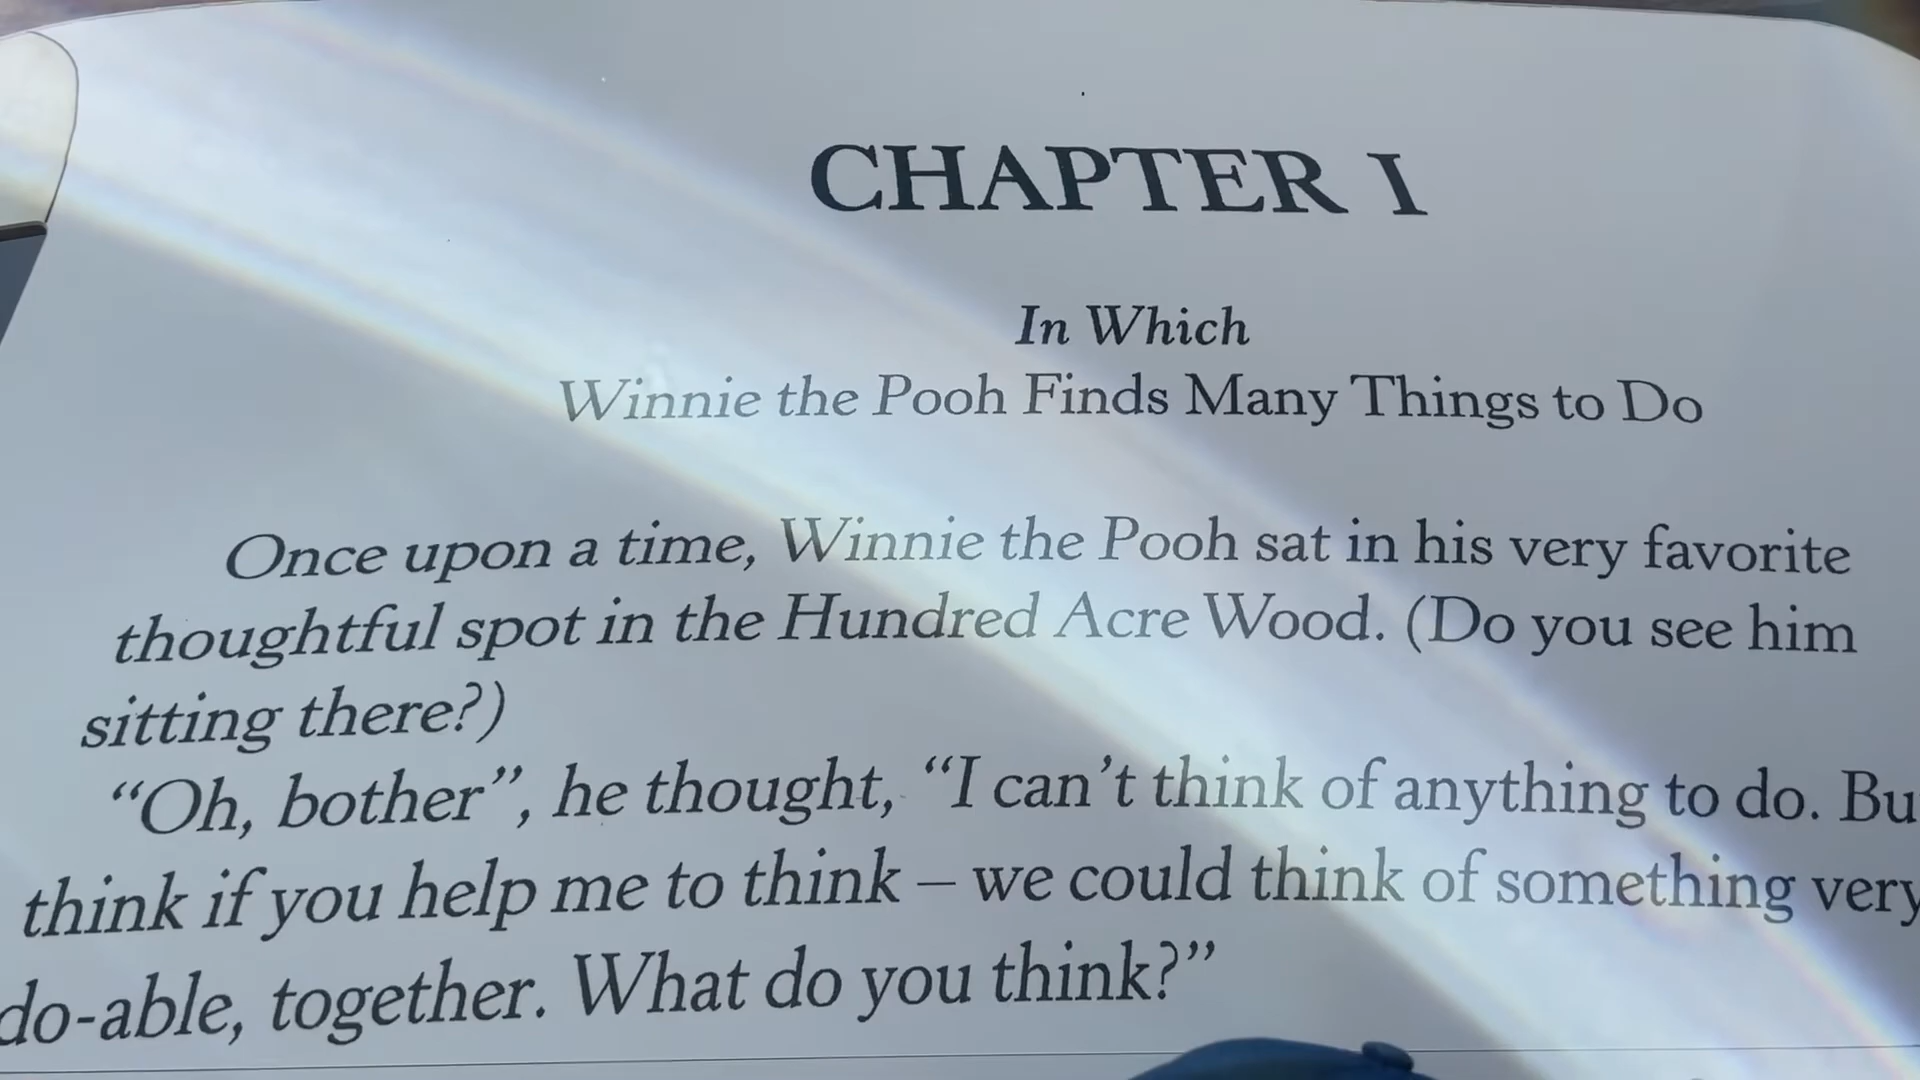 CHAPTER I
In Which
Winnie the Pooh Finds Many Things to Do
Once upon a time, Winnie the Pooh sat in his very favorite
thoughtful spot in the Hundred Acre Wood. (Do you see him
sitting there?)
“Oh, bother”, he thought, “I can’t think of anything to do. Bu
think if you help me to think – we could think of something very
do-able, together. What do you think?”